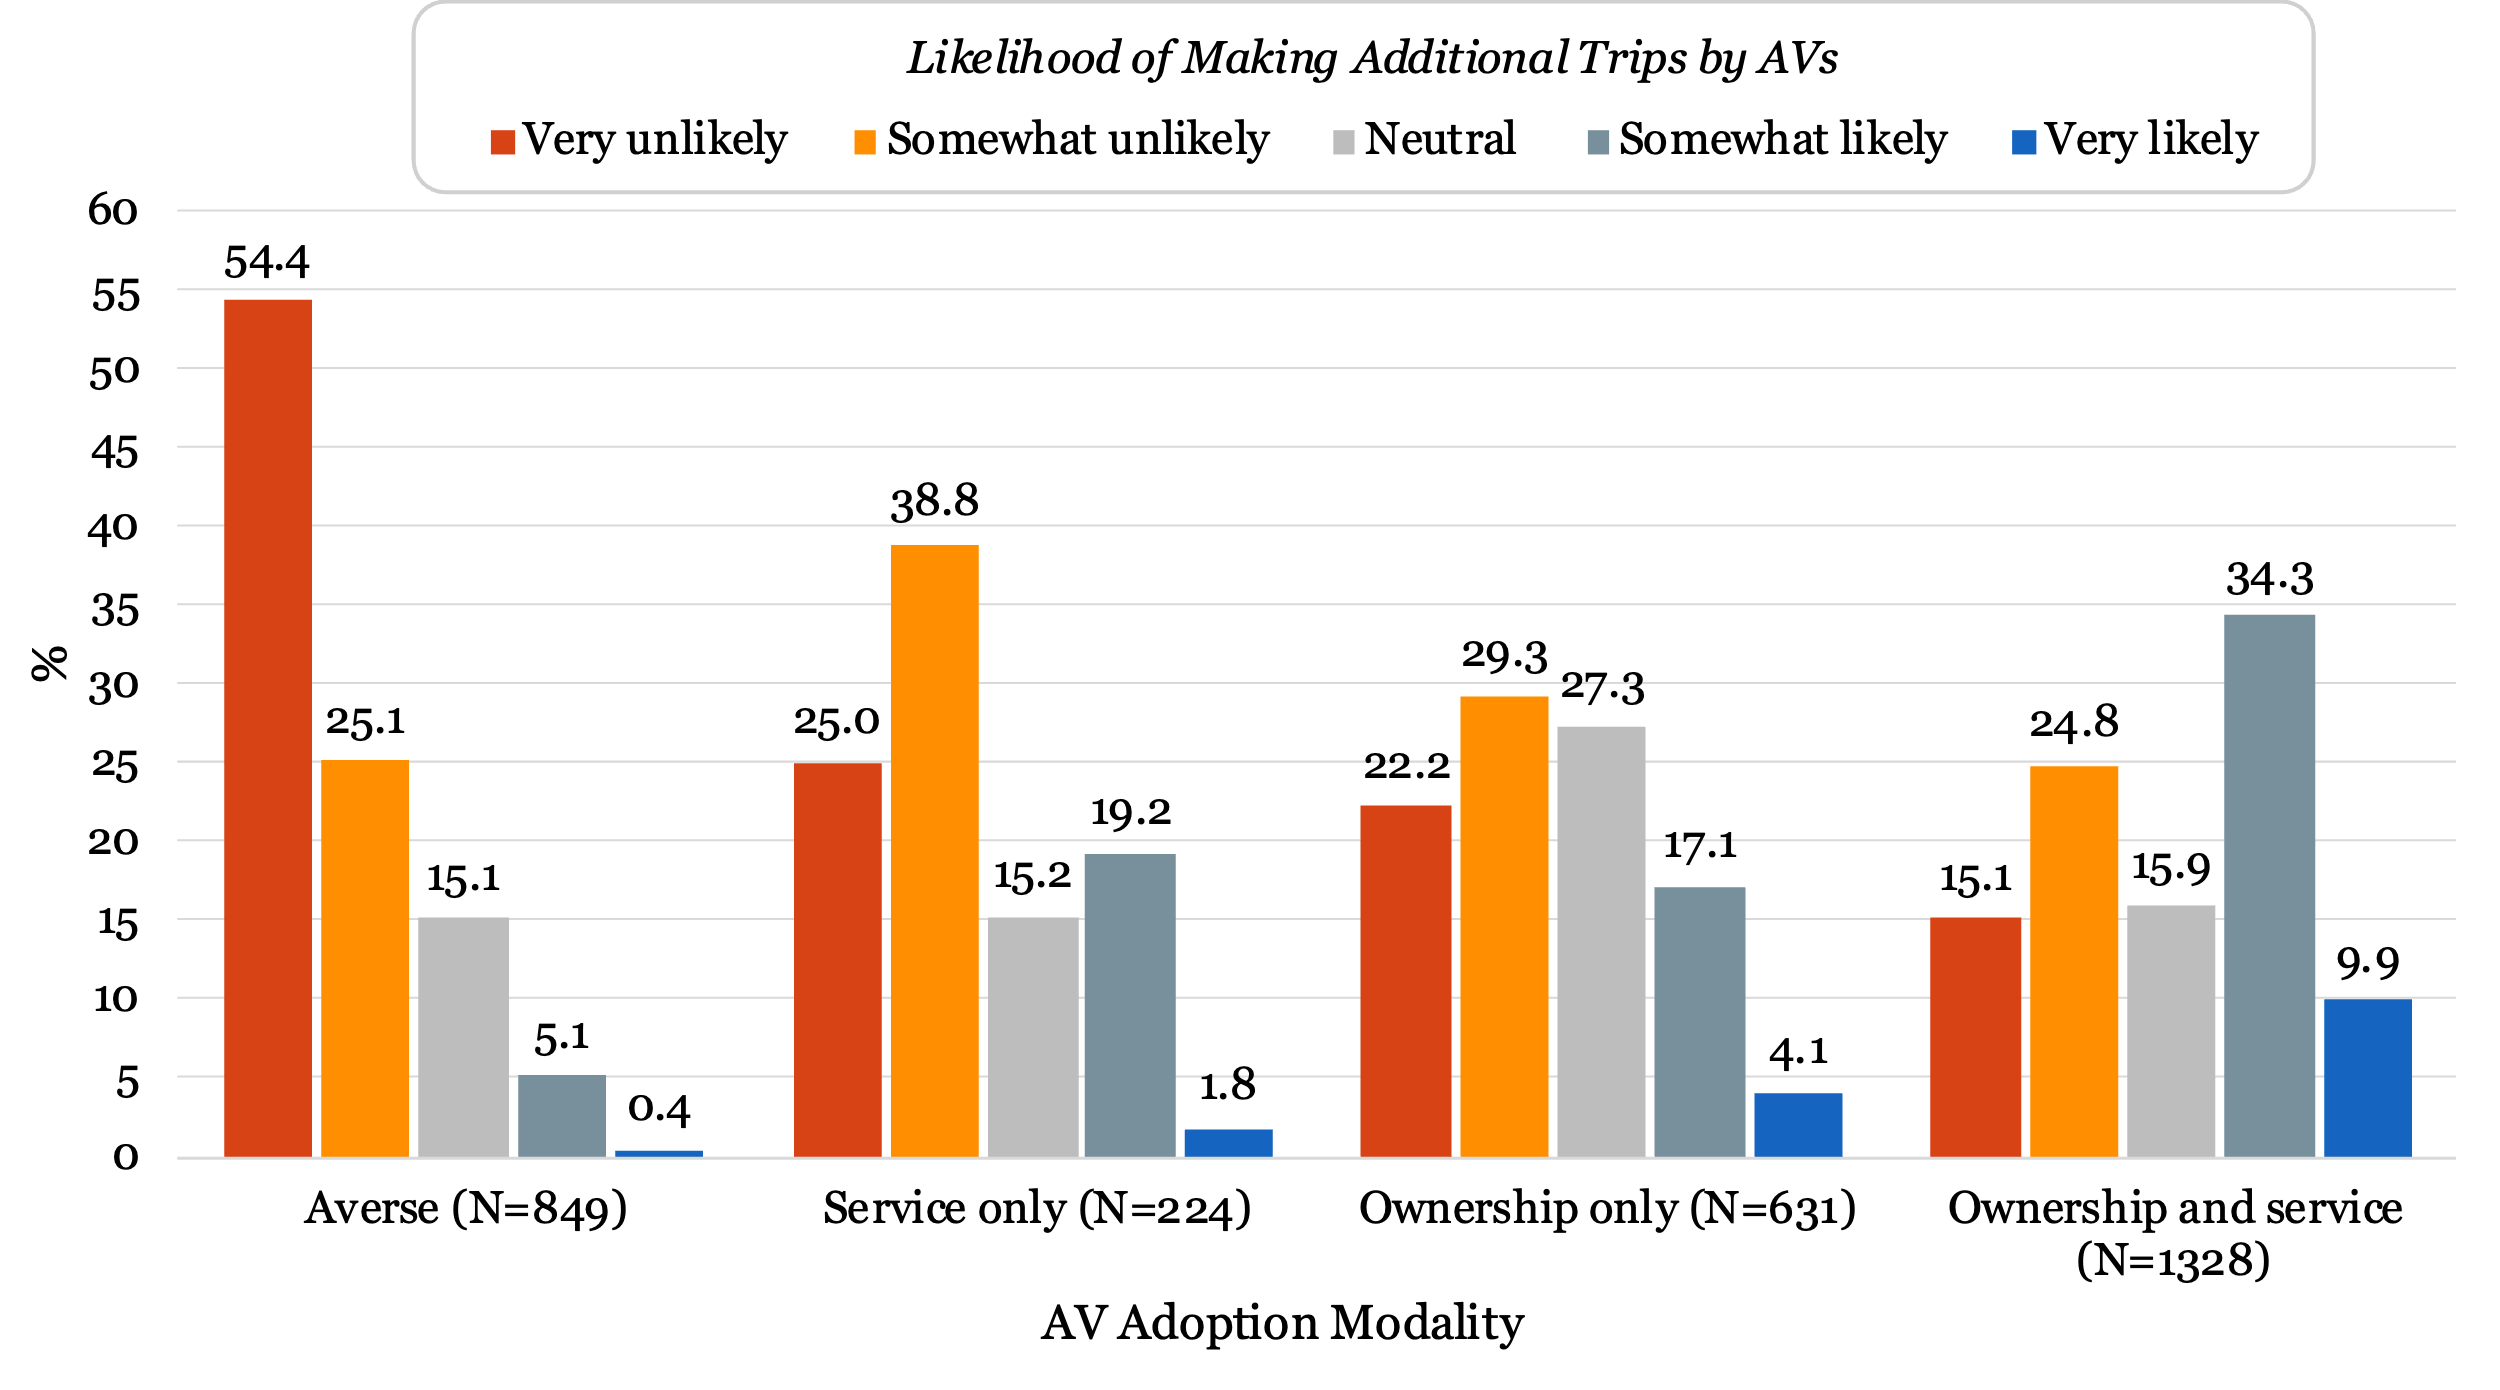 Likelihood of Making Additional Trips by AVs
Very unlikely Somewhat unlikely Neutral Somewhat likely Very likely
60
55
50
45
40
35
30
25
20
15
10
5
0
%
54.4 25.1 15.1 5.1 0.4
25.0 38.8 15.2 19.2 1.8
22.2 29.3 27.3 17.1 4.1
15.1 24.8 15.9 34.3 9.9
Averse (N=849) Service only (N=224) Ownership only (N=631) Ownership and service
(N=1328)
AV Adoption Modality